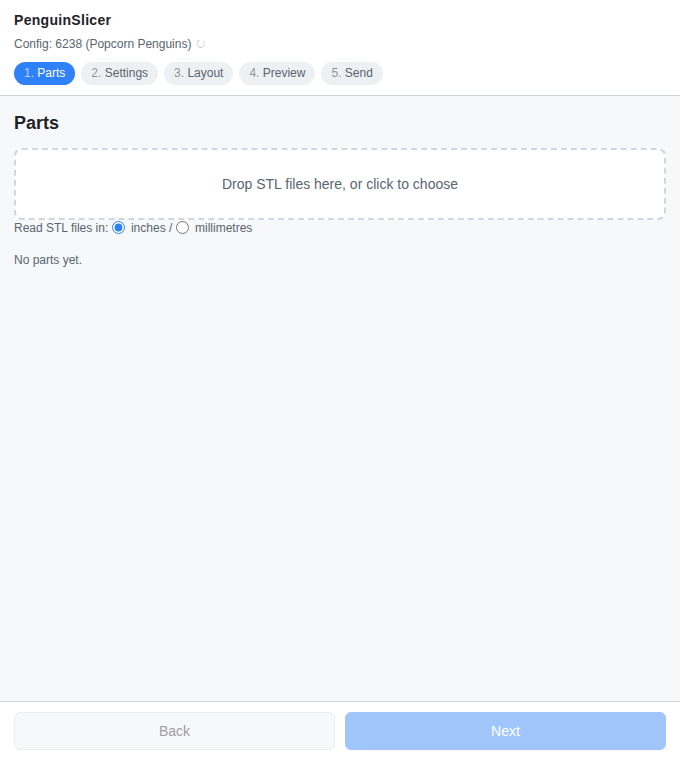 PenguinSlicer
Config: 6238 (Popcorn Penguins)
1. Parts
2. Settings
3. Layout
4. Preview
5. Send
Parts
Drop STL files here, or click to choose
Read STL files in: inches / millimetres
No parts yet.
Back
Next